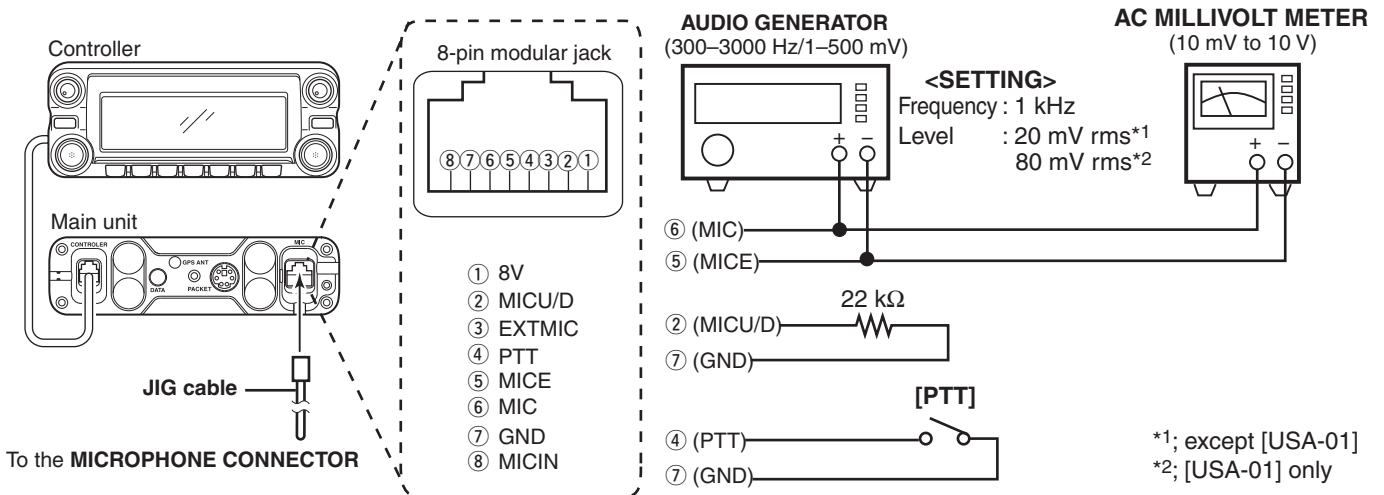 Controller
Main unit
CONTROLER
GPS ANT
DATA
PACKET
MIC
JIG cable
To the MICROPHONE CONNECTOR
8-pin modular jack
⑧⑦⑥⑤④③②①
① 8V
② MICU/D
③ EXTMIC
④ PTT
⑤ MICE
⑥ MIC
⑦ GND
⑧ MICIN
AUDIO GENERATOR
(300–3000 Hz/1–500 mV)
<SETTING>
Frequency : 1 kHz
Level : 20 mV rms*1
80 mV rms*2
+ −
AC MILLIVOLT METER
(10 mV to 10 V)
+ −
⑥ (MIC)
⑤ (MICE)
22 kΩ
② (MICU/D)
⑦ (GND)
[PTT]
④ (PTT)
⑦ (GND)
*1; except [USA-01]
*2; [USA-01] only